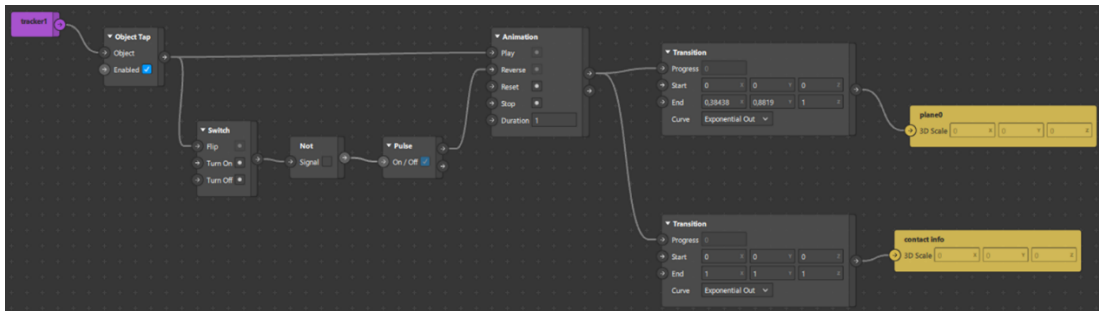 tracker1
Object Tap
Object
Enabled
Switch
Flip
Turn On
Turn Off
Not
Signal
Pulse
On / Off
Animation
Play
Reverse
Reset
Stop
Duration 1
Transition
Progress 0
Start 0 X 0 Y 0 Z
End 0,38438 X 0,8819 Y 1 Z
Curve Exponential Out
plane0
3D Scale 0 X 0 Y 0 Z
Transition
Progress 0
Start 0 X 0 Y 0 Z
End 1 X 1 Y 1 Z
Curve Exponential Out
contact info
3D Scale 0 X 0 Y 0 Z